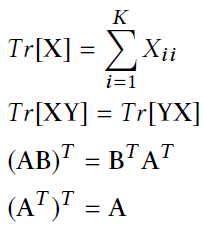 Tr[X] = ∑_{i=1}^{K} X_{ii}
Tr[XY] = Tr[YX]
(AB)^T = B^T A^T
(A^T)^T = A